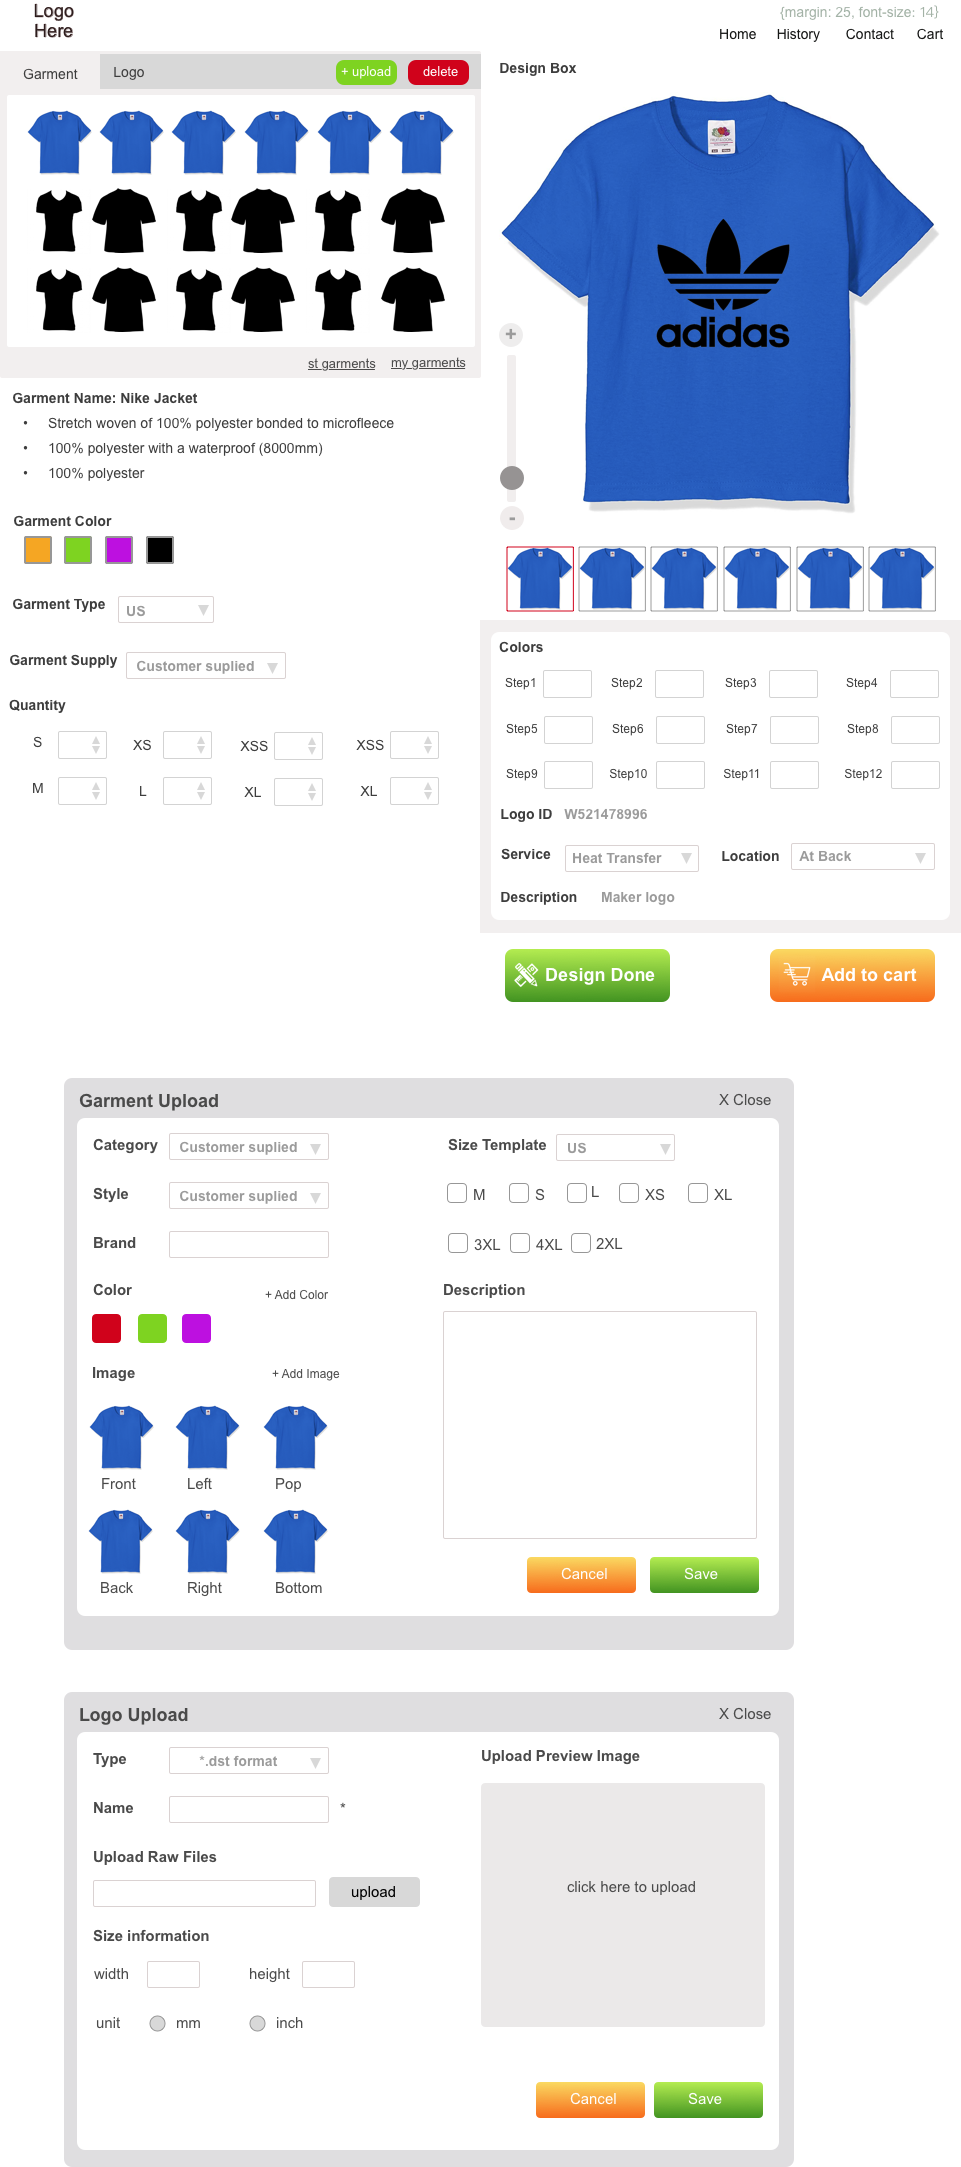 Logo
Here
{margin: 25, font-size: 14}
Home History Contact Cart
Garment Logo + upload delete
st garments my garments
Garment Name: Nike Jacket
• Stretch woven of 100% polyester bonded to microfleece
• 100% polyester with a waterproof (8000mm)
• 100% polyester
Garment Color
Garment Type US
Garment Supply Customer suplied
Quantity
S XS XSS XSS
M L XL XL
Design Box
adidas
+
-
Colors
Step1 Step2 Step3 Step4
Step5 Step6 Step7 Step8
Step9 Step10 Step11 Step12
Logo ID W521478996
Service Heat Transfer Location At Back
Description Maker logo
Design Done Add to cart
Garment Upload X Close
Category Customer suplied
Style Customer suplied
Brand
Color + Add Color
Image + Add Image
Front Left Pop
Back Right Bottom
Size Template US
M S L XS XL
3XL 4XL 2XL
Description
Cancel Save
Logo Upload X Close
Type *.dst format
Name *
Upload Raw Files
upload
Size information
width height
unit mm inch
Upload Preview Image
click here to upload
Cancel Save